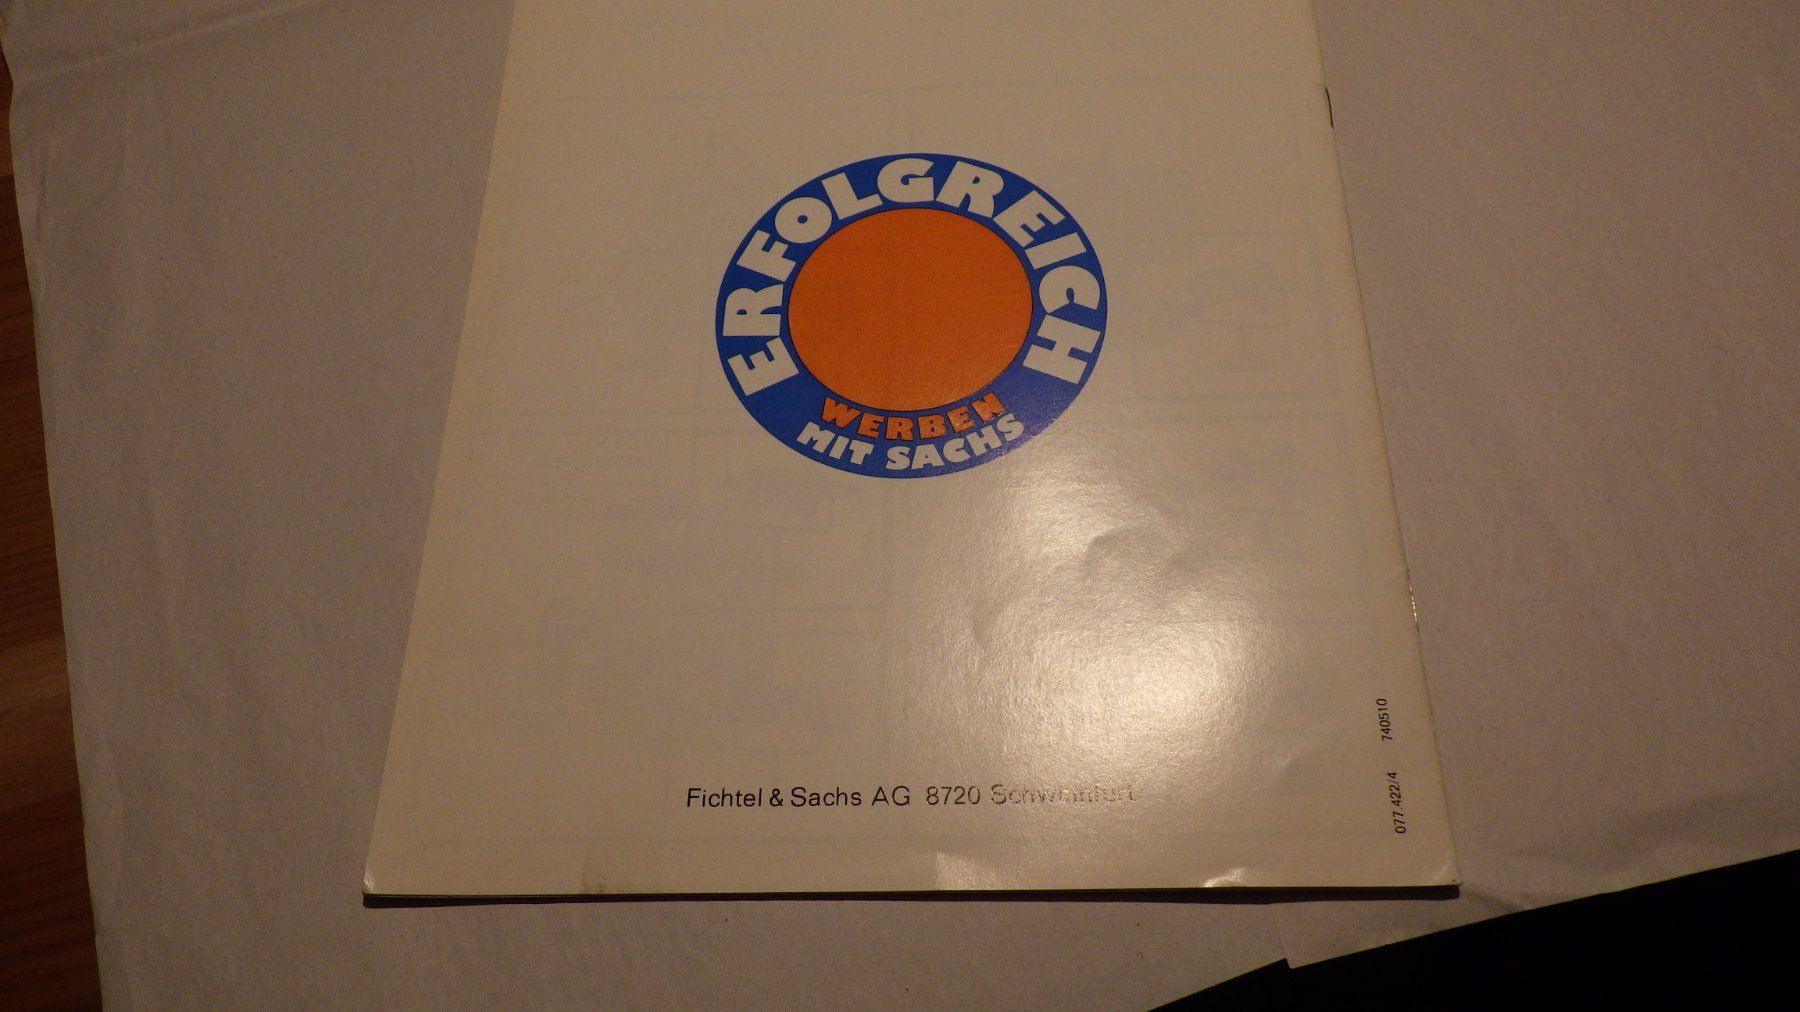 ERFOLGREICH
WERBEN
MIT SACHS
Fichtel & Sachs AG 8720 Schweinfurt
077.422/4 740510